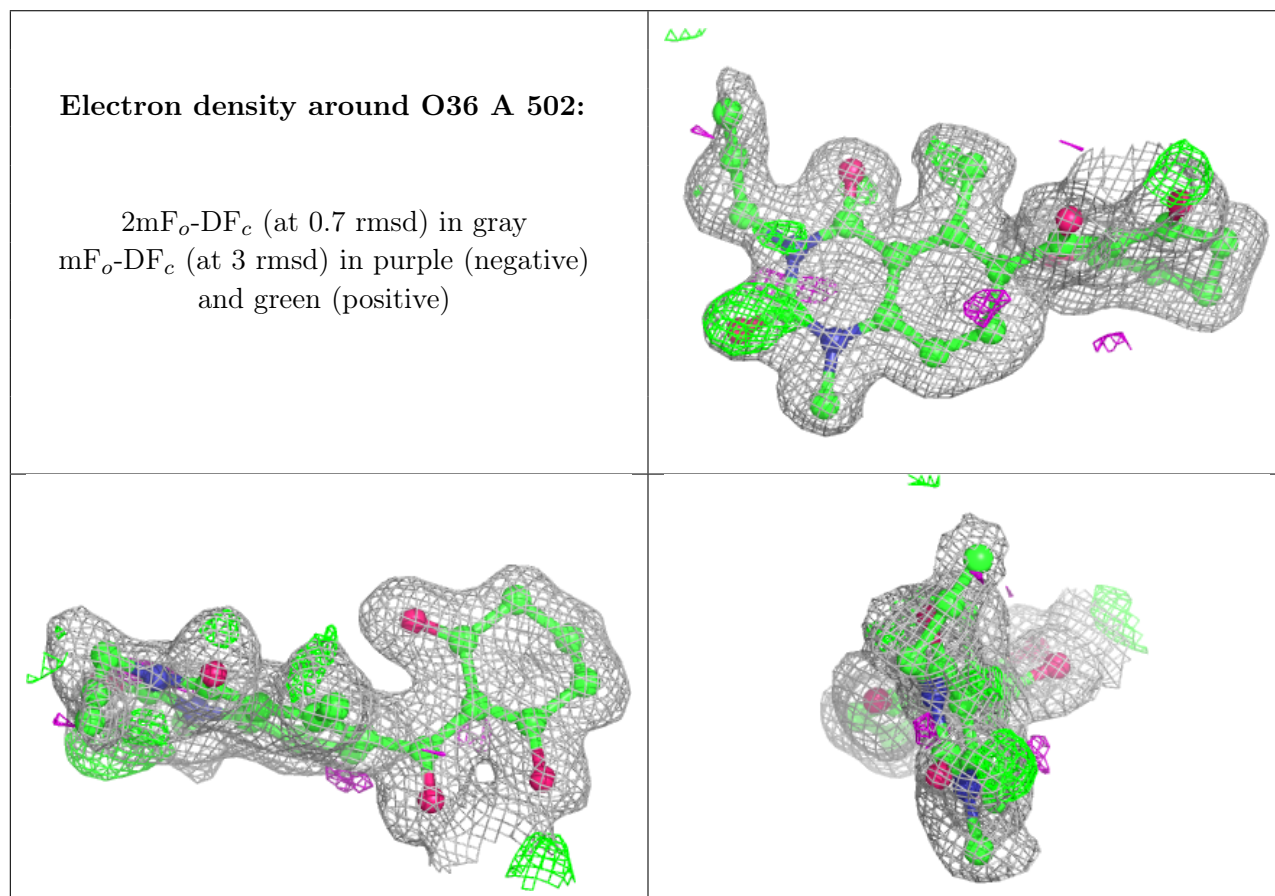 Electron density around O36 A 502:
2mFo-DFc (at 0.7 rmsd) in gray
mFo-DFc (at 3 rmsd) in purple (negative)
and green (positive)